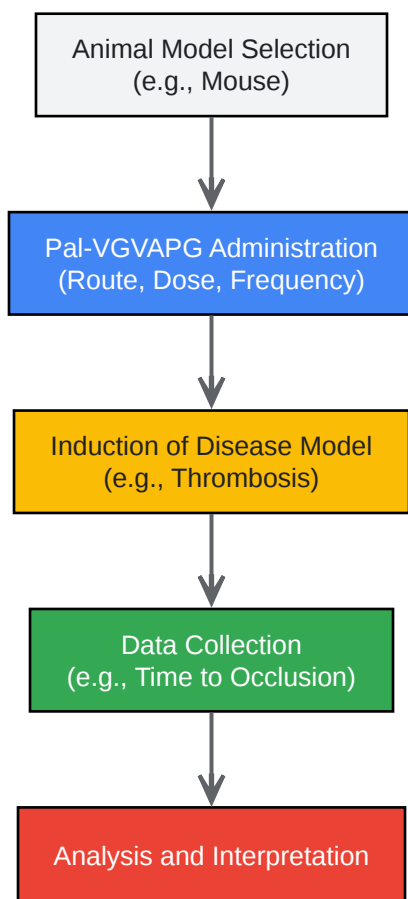 Animal Model Selection
(e.g., Mouse)
Pal-VGVAPG Administration
(Route, Dose, Frequency)
Induction of Disease Model
(e.g., Thrombosis)
Data Collection
(e.g., Time to Occlusion)
Analysis and Interpretation